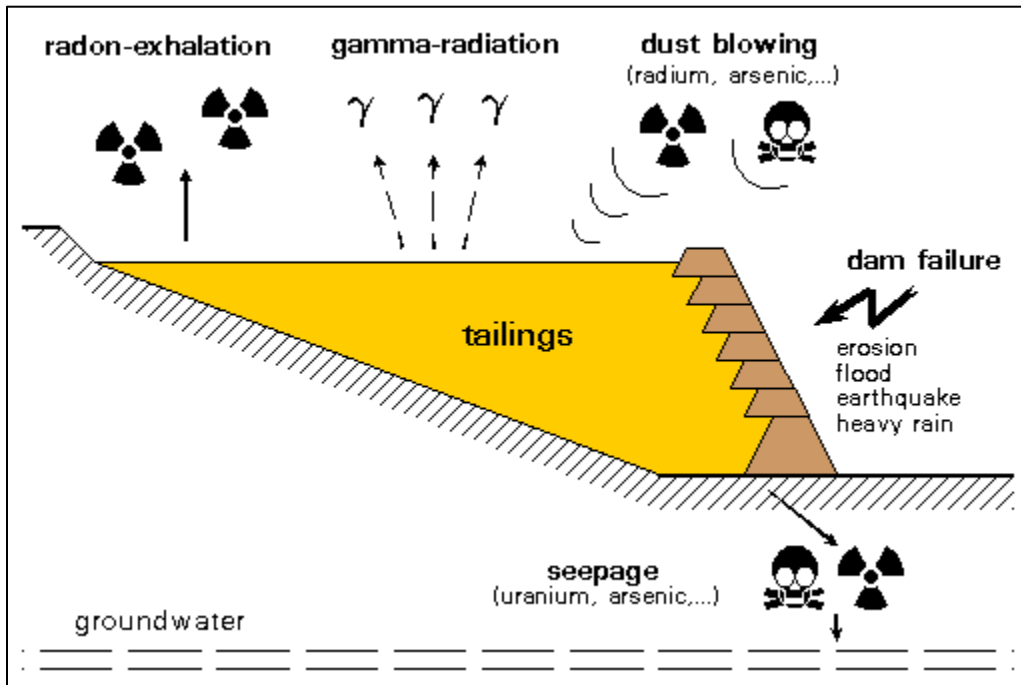 radon-exhalation
gamma-radiation
dust blowing
(radium, arsenic,...)
γ γ γ
tailings
dam failure
erosion
flood
earthquake
heavy rain
seepage
(uranium, arsenic,...)
groundwater